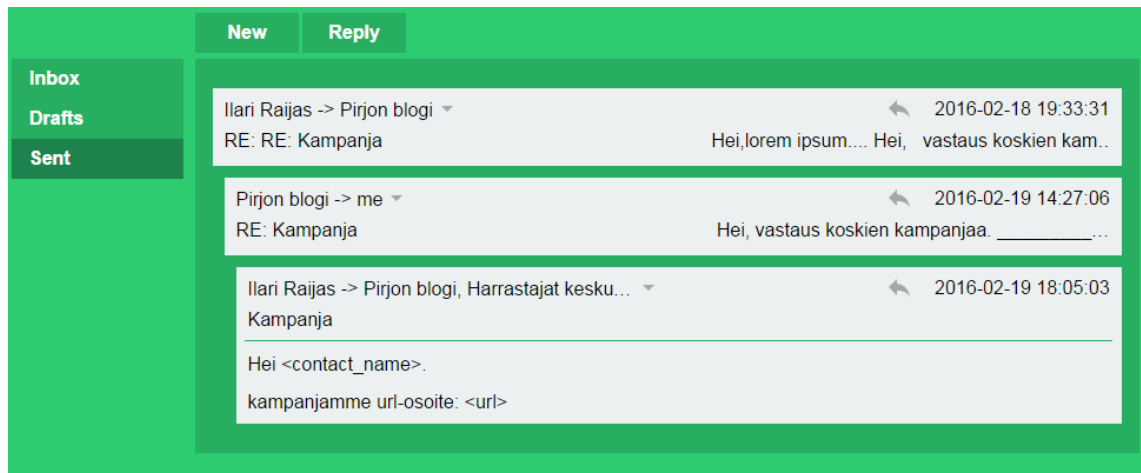 New Reply
Inbox
Drafts
Sent
Ilari Raijas -> Pirjon blogi 2016-02-18 19:33:31
RE: RE: Kampanja Hei,lorem ipsum.... Hei, vastaus koskien kam..
Pirjon blogi -> me 2016-02-19 14:27:06
RE: Kampanja Hei, vastaus koskien kampanjaa. __________...
Ilari Raijas -> Pirjon blogi, Harrastajat kesku... 2016-02-19 18:05:03
Kampanja
Hei <contact_name>.
kampanjamme url-osoite: <url>